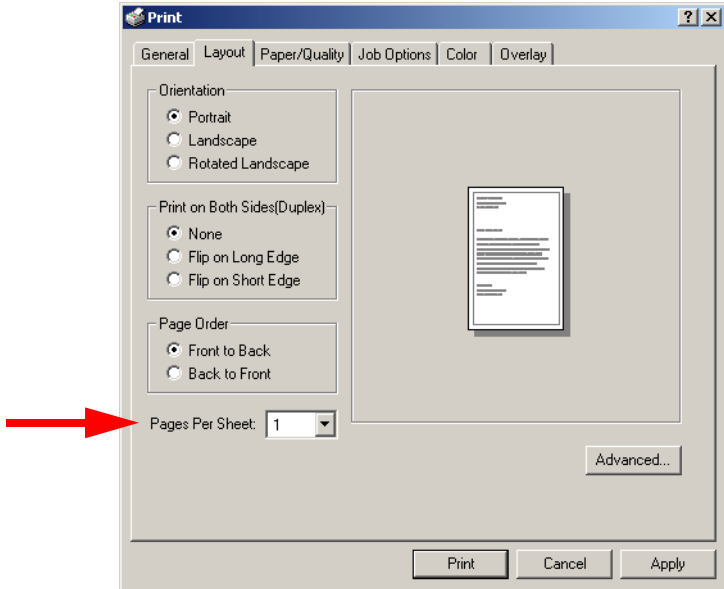 Print
General Layout Paper/Quality Job Options Color Overlay
Orientation
Portrait
Landscape
Rotated Landscape
Print on Both Sides(Duplex)
None
Flip on Long Edge
Flip on Short Edge
Page Order
Front to Back
Back to Front
Pages Per Sheet: 1
Advanced...
Print Cancel Apply